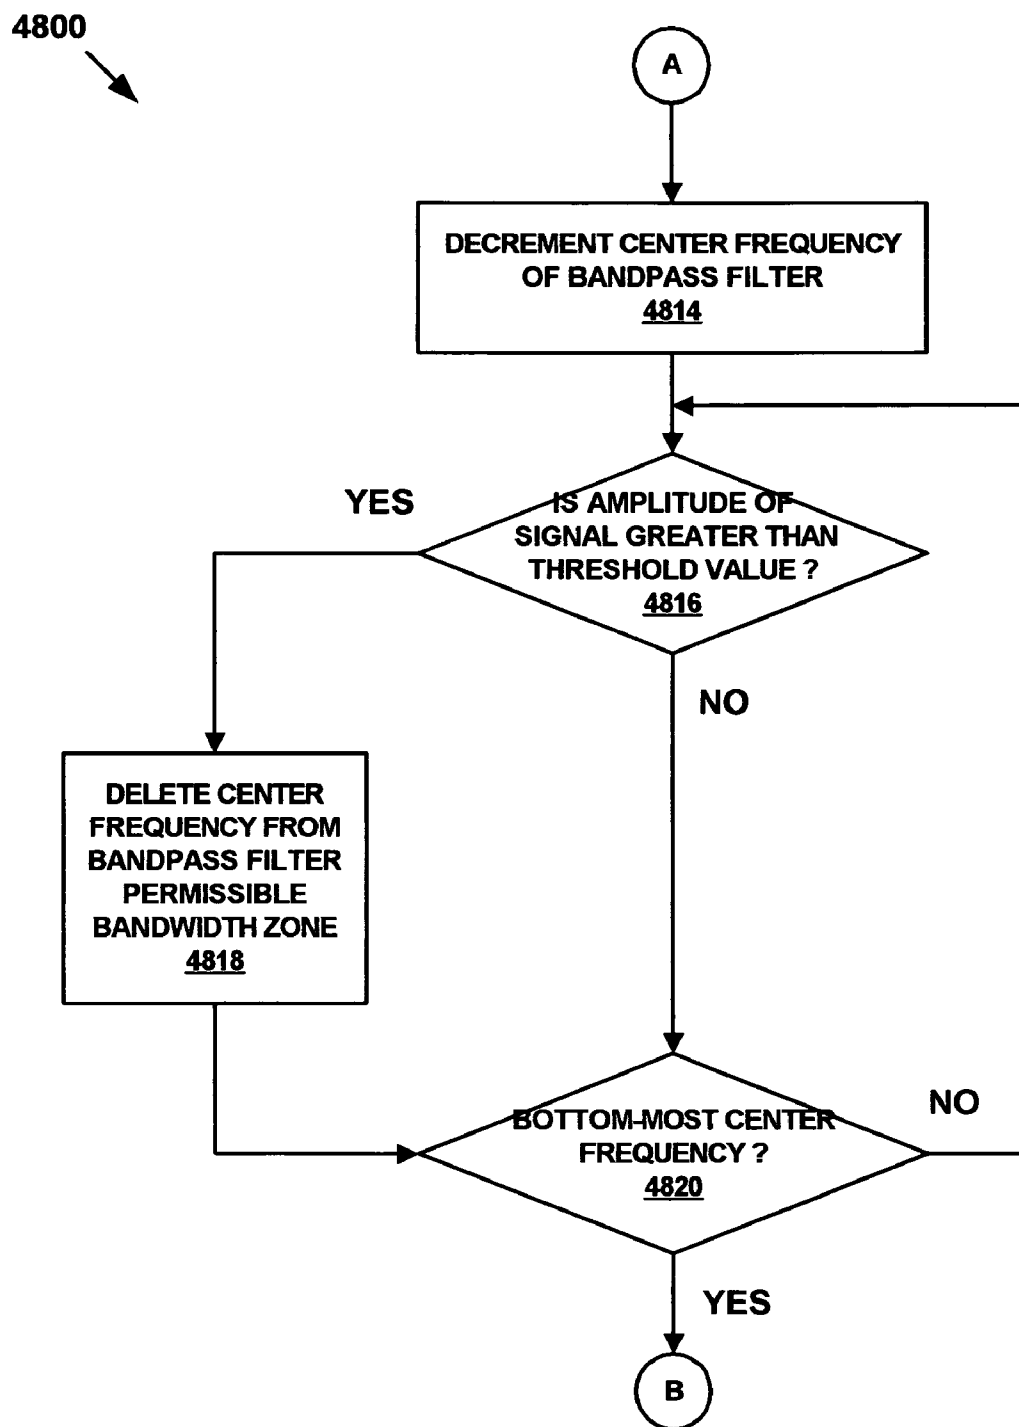 4800
A
DECREMENT CENTER FREQUENCY
OF BANDPASS FILTER
4814
YES
IS AMPLITUDE OF
SIGNAL GREATER THAN
THRESHOLD VALUE ?
4816
NO
DELETE CENTER
FREQUENCY FROM
BANDPASS FILTER
PERMISSIBLE
BANDWIDTH ZONE
4818
BOTTOM-MOST CENTER
FREQUENCY ?
4820
NO
YES
B